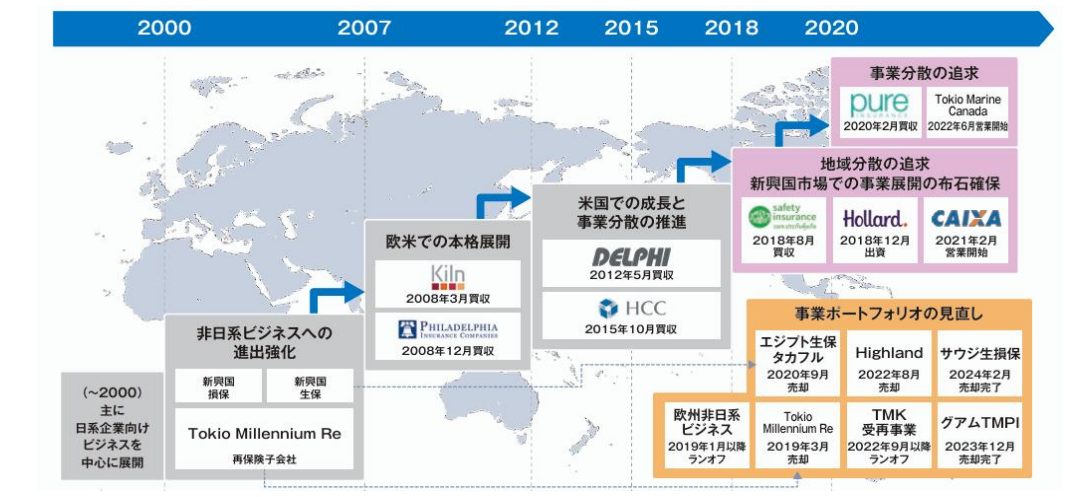 2000
2007
2012
2015
2018
2020
(~2000)
主に
日系企業向け
ビジネスを
中心に展開
非日系ビジネスへの
進出強化
新興国
損保
新興国
生保
Tokio Millennium Re
再保険子会社
欧米での本格展開
Kiln
2008年3月買収
PHILADELPHIA
INSURANCE COMPANIES
2008年12月買収
米国での成長と
事業分散の推進
DELPHI
2012年5月買収
HCC
2015年10月買収
地域分散の追求
新興国市場での事業展開の布石確保
safety
insurance
2018年8月
買収
Hollard.
2018年12月
出資
CAIXA
2021年2月
営業開始
事業分散の追求
pure
INSURANCE
2020年2月買収
Tokio Marine
Canada
2022年6月営業開始
事業ポートフォリオの見直し
エジプト生保
タカフル
2020年9月
売却
Highland
2022年8月
売却
サウジ生損保
2024年2月
売却完了
欧州非日系
ビジネス
2019年1月以降
ランオフ
Tokio
Millennium Re
2019年3月
売却
TMK
受再事業
2022年9月以降
ランオフ
グアムTMPI
2023年12月
売却完了